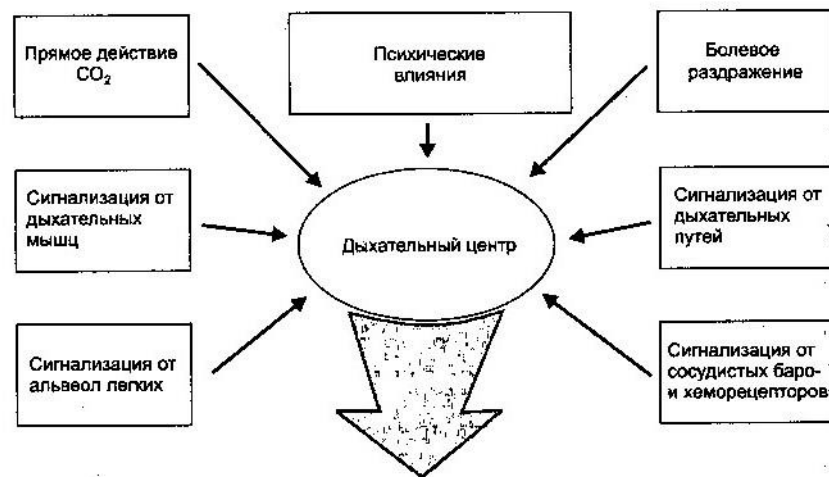 Прямое действие
CO₂
Психические
влияния
Болевое
раздражение
Сигнализация от
дыхательных
мышц
Дыхательный центр
Сигнализация от
дыхательных
путей
Сигнализация от
альвеол легких
Сигнализация от
сосудистых баро-
и хеморецепторов